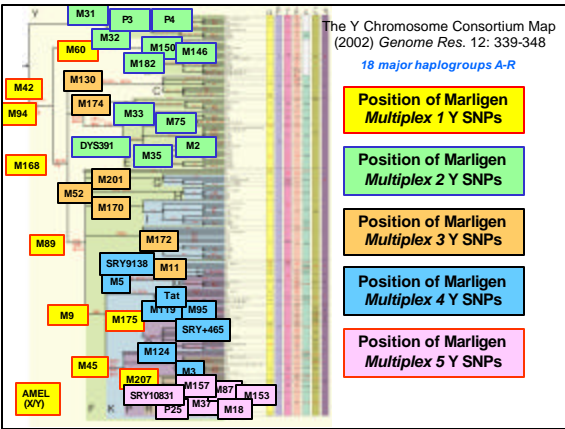 The Y Chromosome Consortium Map
(2002) Genome Res. 12: 339-348
18 major haplogroups A-R
Y
M31
P3
P4
M32
M60
M150
M146
M182
M130
M42
C
M174
M94
M33
M75
DYS391
M2
M35
M168
M201
G
M52
H
M170
M89
M172
SRY9138
M11
M5
Tat
M9
M175
M119
M95
SRY+465
M124
M45
M3
M207
M157
M87
AMEL
(X/Y)
SRY10831
M153
M37
F
K
P
R
P25
M18
Position of Marligen
Multiplex 1 Y SNPs
Position of Marligen
Multiplex 2 Y SNPs
Position of Marligen
Multiplex 3 Y SNPs
Position of Marligen
Multiplex 4 Y SNPs
Position of Marligen
Multiplex 5 Y SNPs